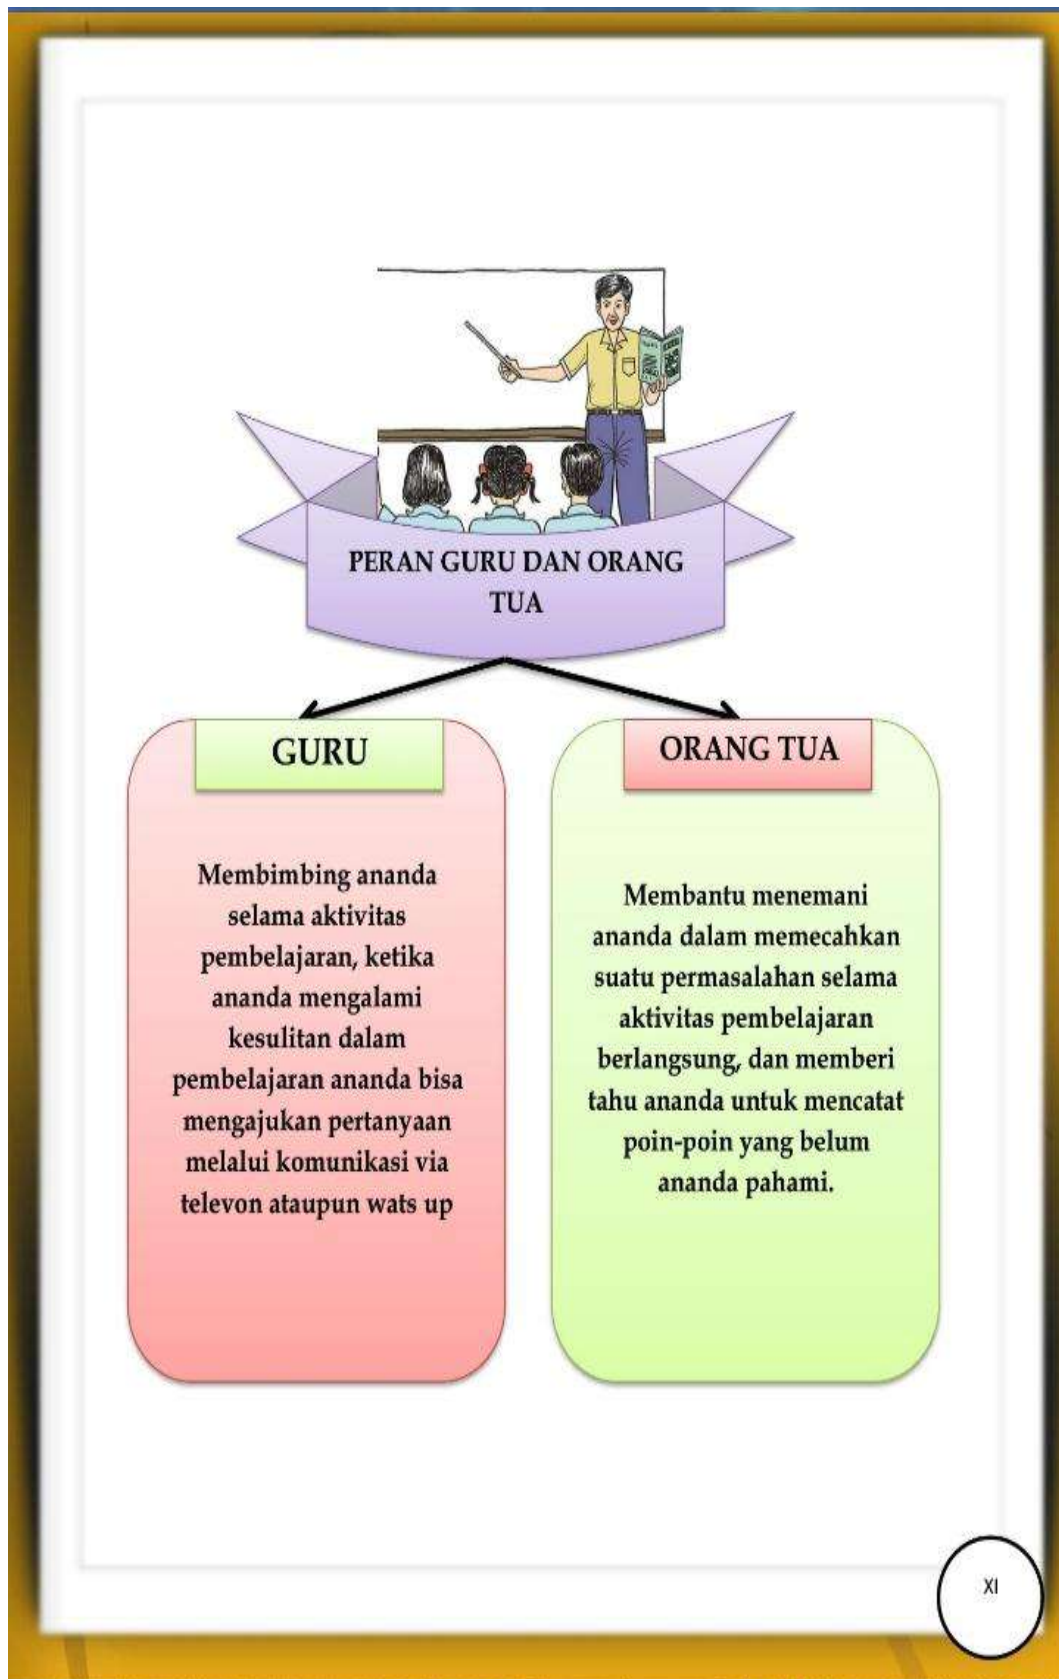 PERAN GURU DAN ORANG
TUA
GURU
Membimbing ananda
selama aktivitas
pembelajaran, ketika
ananda mengalami
kesulitan dalam
pembelajaran ananda bisa
mengajukan pertanyaan
melalui komunikasi via
televon ataupun wats up
ORANG TUA
Membantu menemani
ananda dalam memecahkan
suatu permasalahan selama
aktivitas pembelajaran
berlangsung, dan memberi
tahu ananda untuk mencatat
poin-poin yang belum
ananda pahami.
XI